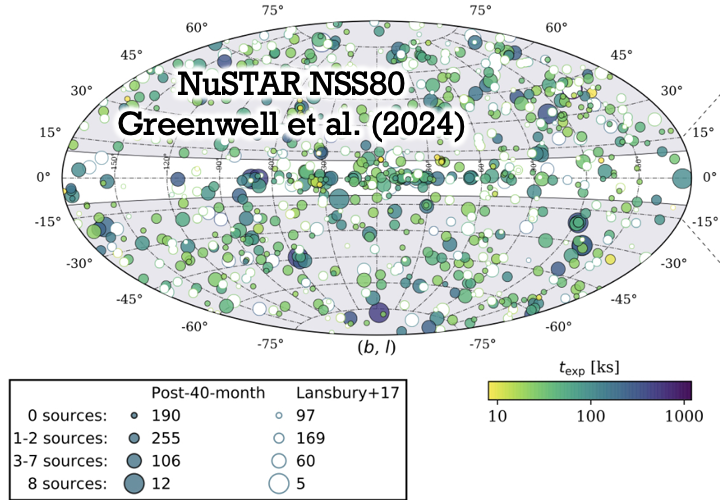 75° 75°
60° 60°
45° 45°
30° 30°
15° 15°
0° 0°
-15° -15°
-30° -30°
-45° -45°
-60° -60°
-75° -75°
NuSTAR NSS80
Greenwell et al. (2024)
(b, l)
Post-40-month Lansbury+17
0 sources: 190 97
1-2 sources: 255 169
3-7 sources: 106 60
8 sources: 12 5
t_exp [ks]
10 100 1000